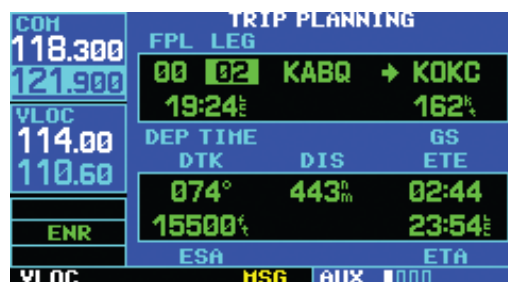 COM
118.300
121.900
VLOC
114.00
110.60
ENR
VLOC
TRIP PLANNING
FPL LEG
00 02 KABQ → KOKC
19:24 162
DEP TIME GS
DTK DIS ETE
074° 443 02:44
15500 23:54
ESA ETA
MSG AUX